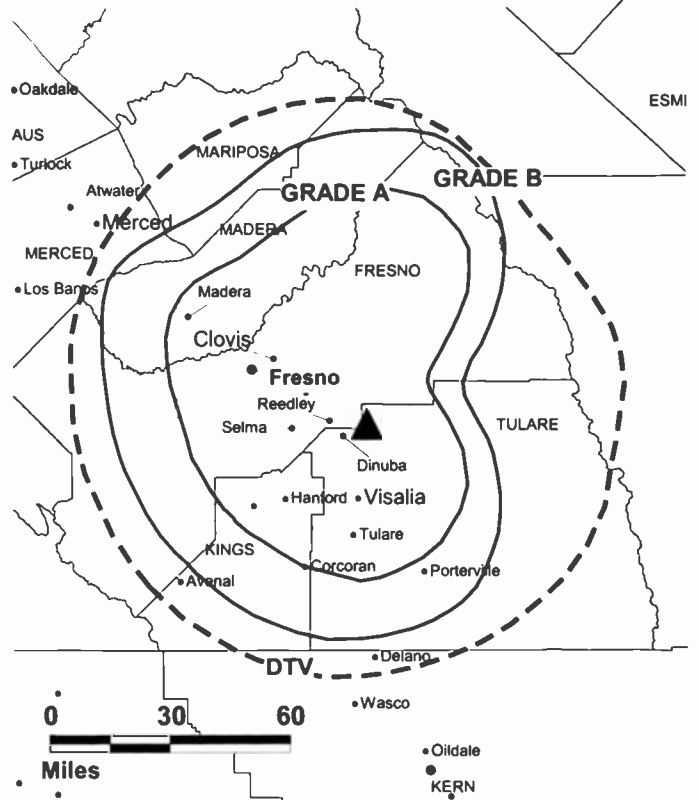 Oakdale
ESMI
AUS
MARIPOSA
Turlock
GRADE B
Atwater
GRADE A
Merced
MADERA
MERCED
FRESNO
Los Banos
Madera
Clovis
Fresno
Reedley
TULARE
Selma
Dinuba
Hanford
Visalia
Tulare
KINGS
Corcoran
Porterville
Avenal
DTV
Delano
Wasco
0 30 60
Oildale
Miles
KERN